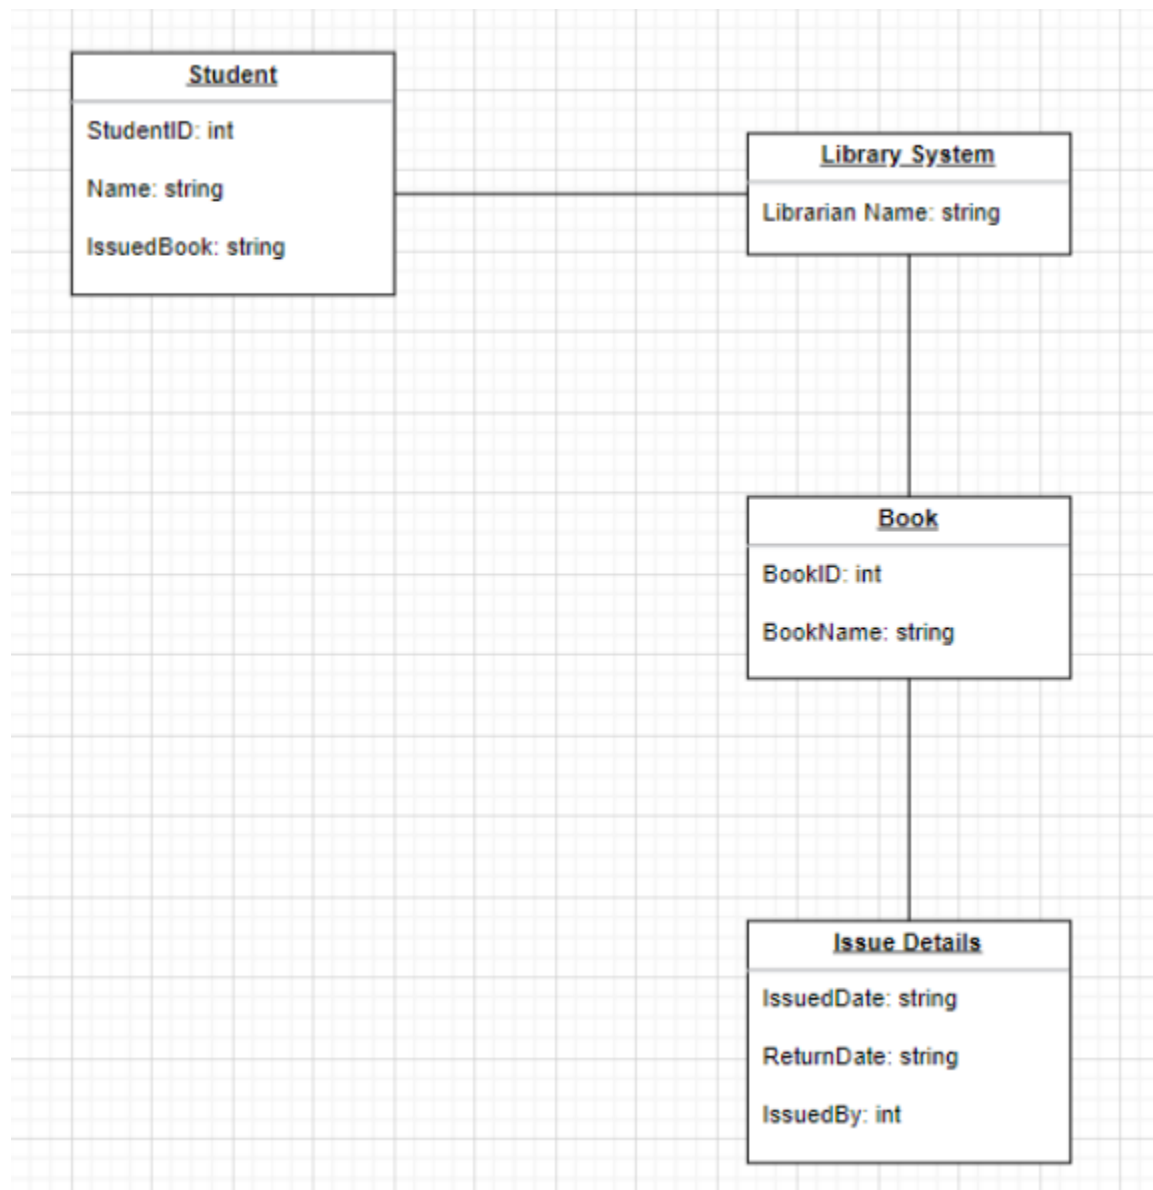 Student
StudentID: int
Name: string
IssuedBook: string
Library System
Librarian Name: string
Book
BookID: int
BookName: string
Issue Details
IssuedDate: string
ReturnDate: string
IssuedBy: int